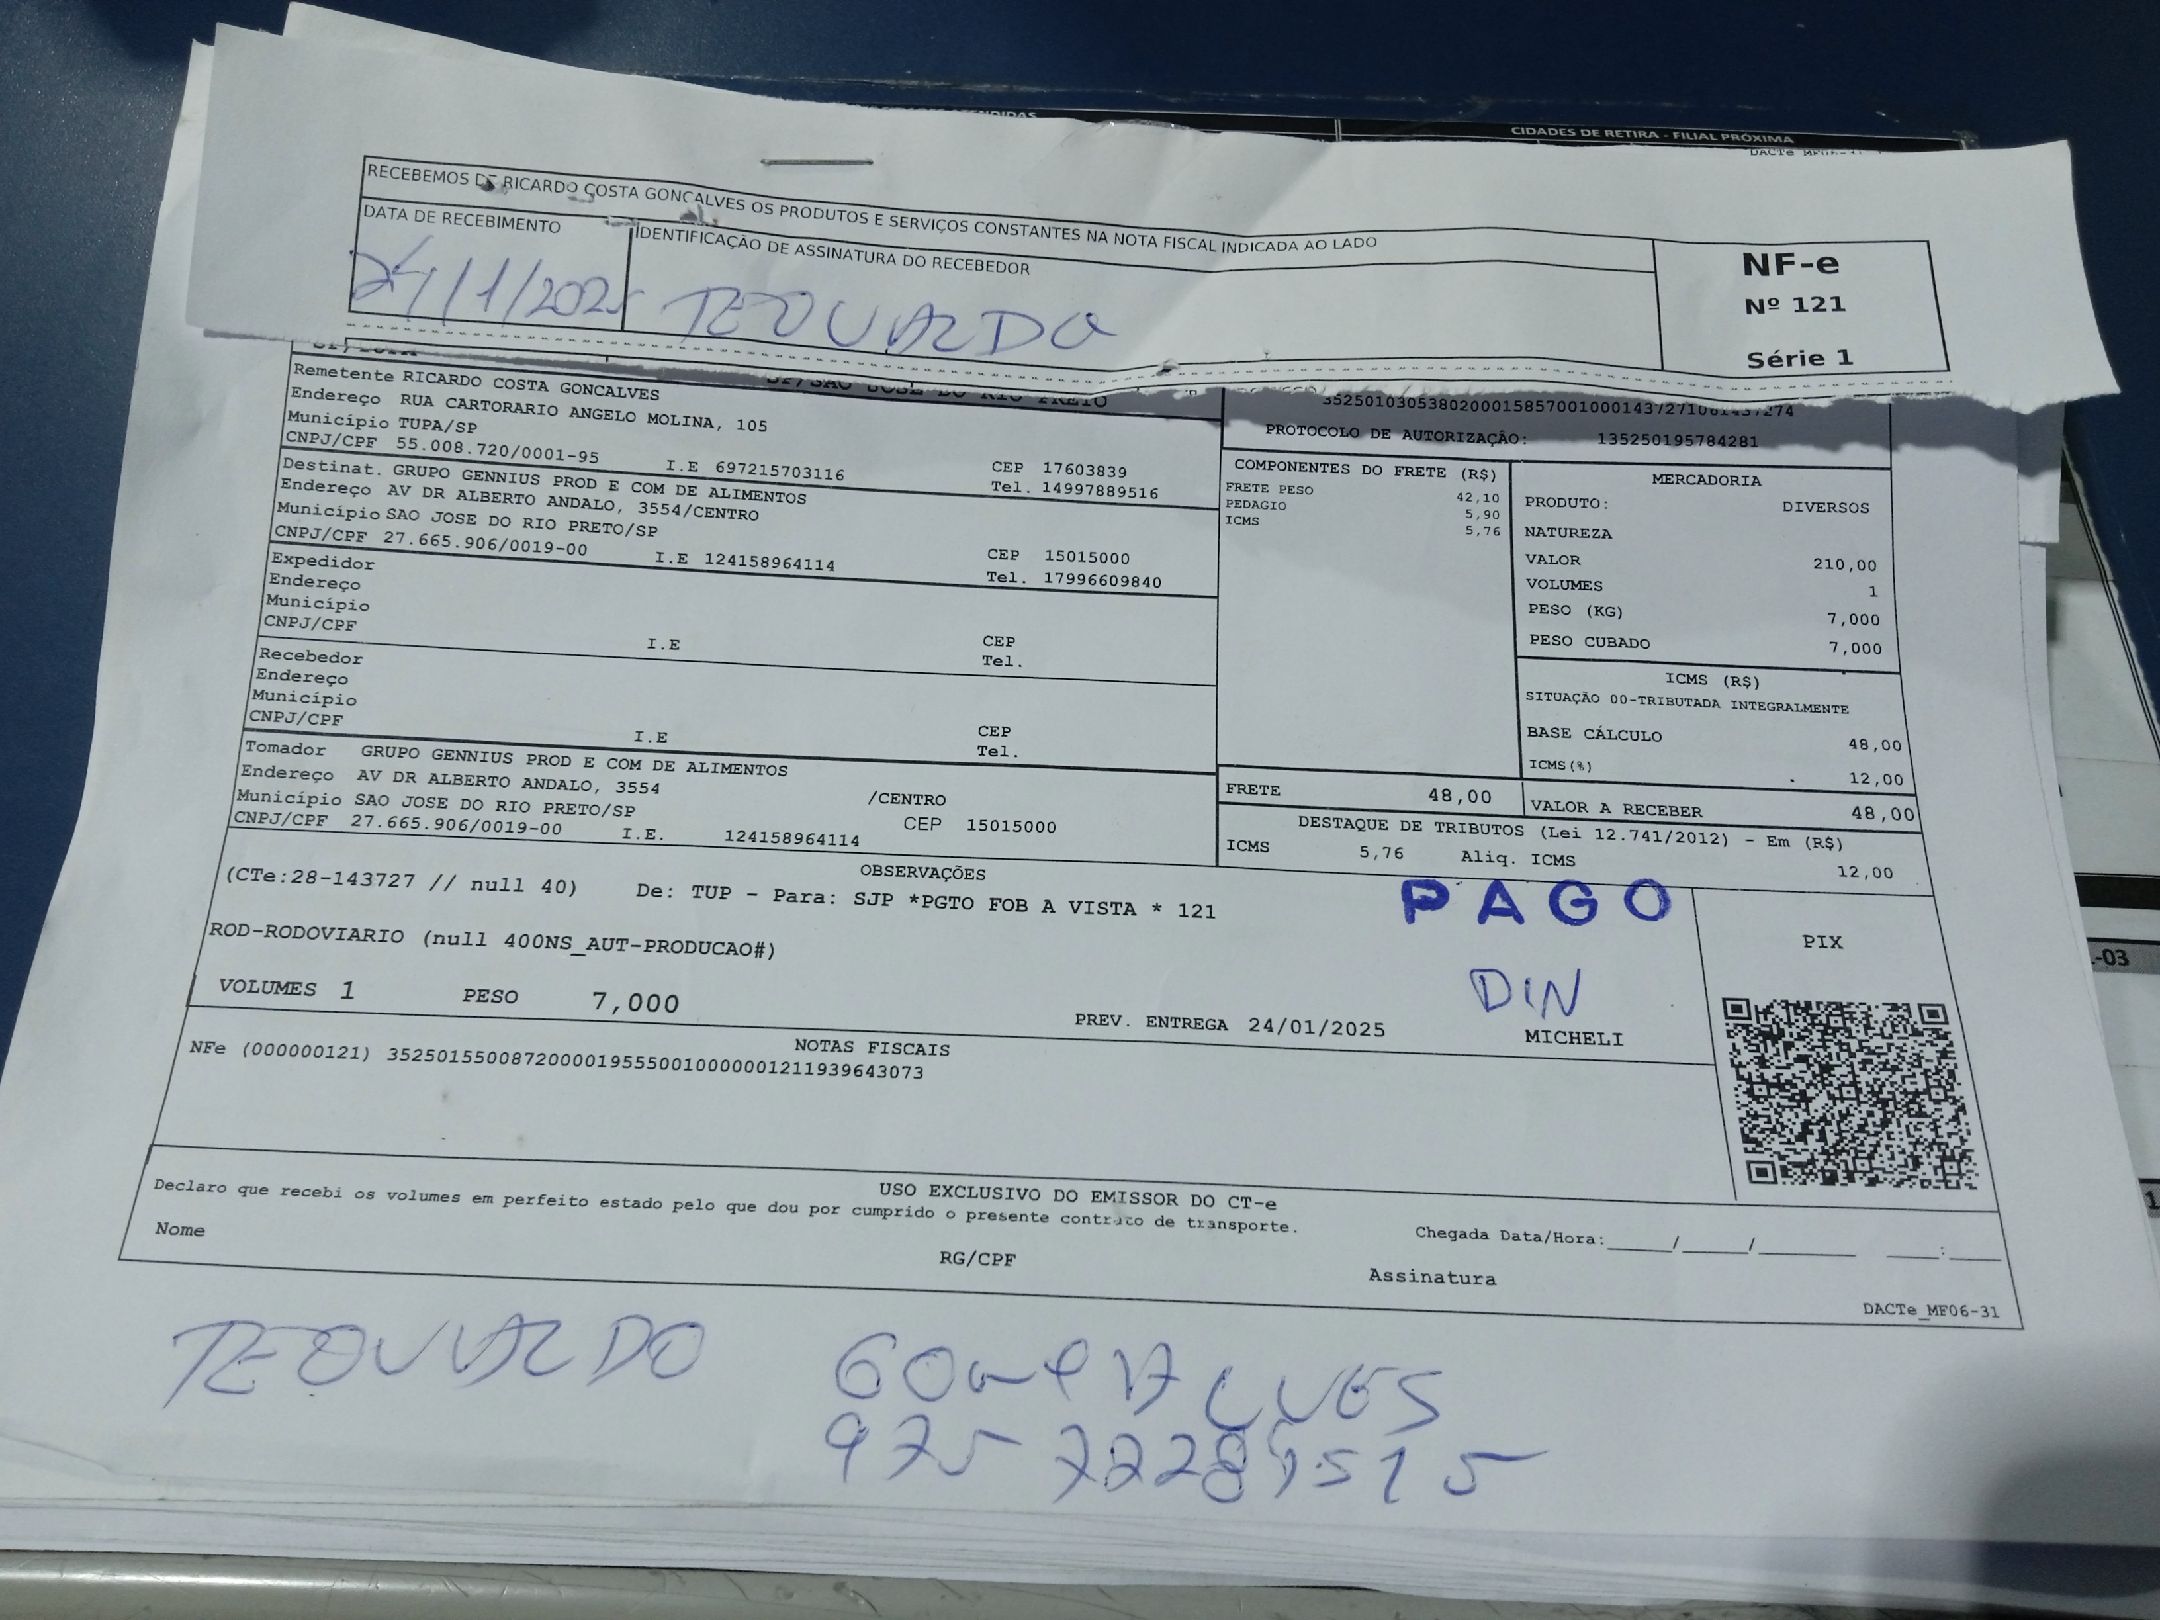 CIDADES DE RETIRA - FILIAL PRÓXIMA
RECEBEMOS DE RICARDO COSTA GONCALVES OS PRODUTOS E SERVIÇOS CONSTANTES NA NOTA FISCAL INDICADA AO LADO
DATA DE RECEBIMENTO
IDENTIFICAÇÃO DE ASSINATURA DO RECEBEDOR
24/1/2025
TEOUVALDO
NF-e
Nº 121
Série 1
Remetente RICARDO COSTA GONCALVES
Endereço RUA CARTORARIO ANGELO MOLINA, 105
Município TUPA/SP
CNPJ/CPF 55.008.720/0001-95 I.E 697215703116 CEP 17603839
Tel. 14997889516
Destinat. GRUPO GENNIUS PROD E COM DE ALIMENTOS
Endereço AV DR ALBERTO ANDALO, 3554/CENTRO
Município SAO JOSE DO RIO PRETO/SP
CNPJ/CPF 27.665.906/0019-00 I.E 124158964114 CEP 15015000
Tel. 17996609840
Expedidor
Endereço
Município
CNPJ/CPF I.E CEP
Tel.
Recebedor
Endereço
Município
CNPJ/CPF I.E CEP
Tel.
Tomador GRUPO GENNIUS PROD E COM DE ALIMENTOS
Endereço AV DR ALBERTO ANDALO, 3554 /CENTRO
Município SAO JOSE DO RIO PRETO/SP CEP 15015000
CNPJ/CPF 27.665.906/0019-00 I.E. 124158964114
PROTOCOLO DE AUTORIZAÇÃO: 135250195784281
COMPONENTES DO FRETE (R$)
FRETE PESO 42,10
PEDAGIO 5,90
ICMS 5,76
MERCADORIA
PRODUTO: DIVERSOS
NATUREZA
VALOR 210,00
VOLUMES 1
PESO (KG) 7,000
PESO CUBADO 7,000
ICMS (R$)
SITUAÇÃO 00-TRIBUTADA INTEGRALMENTE
BASE CÁLCULO 48,00
ICMS(%) 12,00
FRETE 48,00
VALOR A RECEBER 48,00
DESTAQUE DE TRIBUTOS (Lei 12.741/2012) - Em (R$)
ICMS 5,76 Aliq. ICMS 12,00
OBSERVAÇÕES
(CTe:28-143727 // null 40) De: TUP - Para: SJP *PGTO FOB A VISTA * 121
PAGO
ROD-RODOVIARIO (null 400NS_AUT-PRODUCAO#)
DIN
PIX
VOLUMES 1 PESO 7,000
PREV. ENTREGA 24/01/2025
MICHELI
NOTAS FISCAIS
NFe (000000121) 35250155008720000195550010000001211939643073
USO EXCLUSIVO DO EMISSOR DO CT-e
Declaro que recebi os volumes em perfeito estado pelo que dou por cumprido o presente contrato de transporte.
Nome
RG/CPF
Chegada Data/Hora:_____/_____/_______ ____:____
Assinatura
DACTe_MF06-31
TEOUVALDO